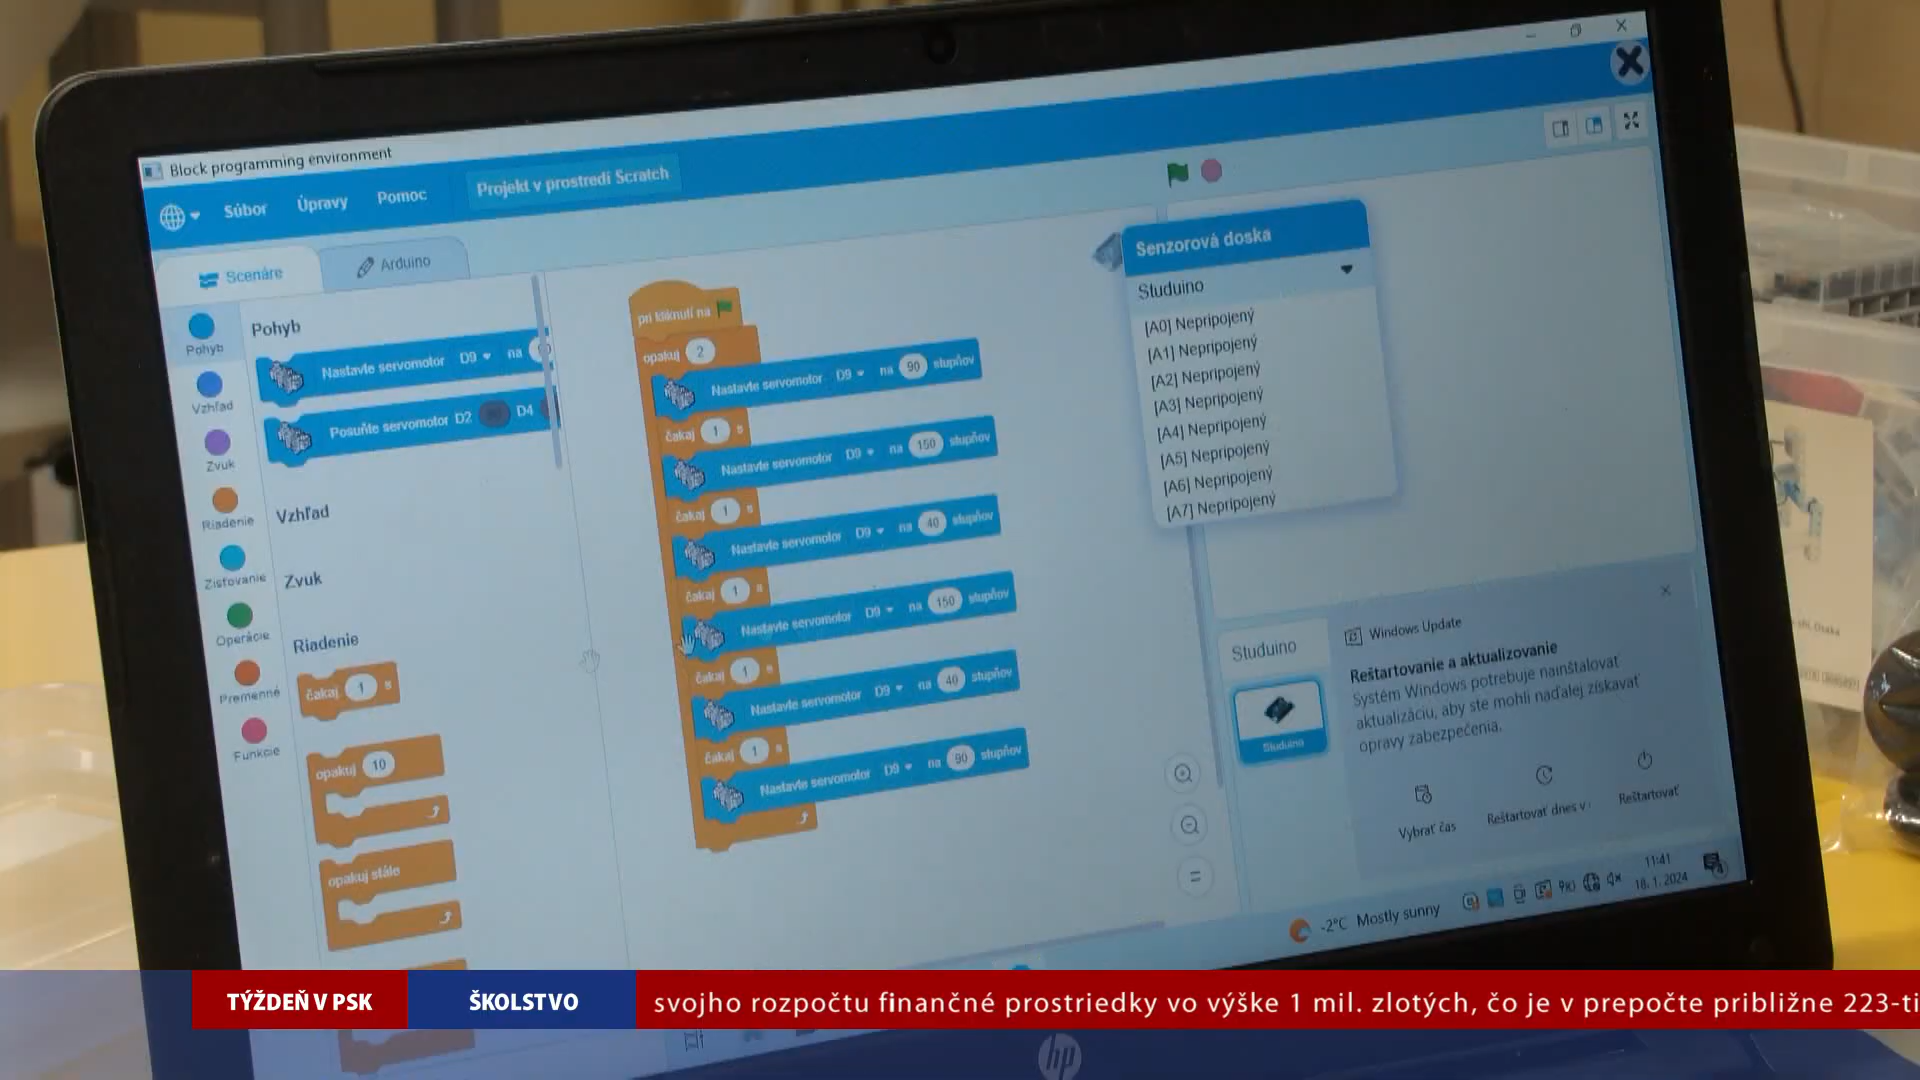 Block programming environment
Súbor Úpravy Pomoc Projekt v prostredí Scratch
Scenáre Arduino
Pohyb
Vzhľad
Zvuk
Riadenie
Zisťovanie
Operácie
Premenné
Funkcie
Pohyb
Nastavte servomotor D9 na
Posuňte servomotor D2 D4
Vzhľad
Zvuk
Riadenie
čakaj 1 s
opakuj 10
opakuj stále
pri kliknutí na
opakuj 2
Nastavte servomotor D9 na 90 stupňov
čakaj 1 s
Nastavte servomotor D9 na 150 stupňov
čakaj 1 s
Nastavte servomotor D9 na 40 stupňov
čakaj 1 s
Nastavte servomotor D9 na 150 stupňov
čakaj 1 s
Nastavte servomotor D9 na 40 stupňov
čakaj 1 s
Nastavte servomotor D9 na 90 stupňov
Senzorová doska
Studuino
[A0] Nepripojený
[A1] Nepripojený
[A2] Nepripojený
[A3] Nepripojený
[A4] Nepripojený
[A5] Nepripojený
[A6] Nepripojený
[A7] Nepripojený
Studuino
Studuino
Windows Update
Reštartovanie a aktualizovanie
Systém Windows potrebuje nainštalovať
aktualizáciu, aby ste mohli naďalej získavať
opravy zabezpečenia.
Vybrať čas Reštartovať dnes v Reštartovať
-2°C Mostly sunny
11:41
18. 1. 2024
TÝŽDEŇ V PSK ŠKOLSTVO svojho rozpočtu finančné prostriedky vo výške 1 mil. zlotých, čo je v prepočte približne 223-ti
hp